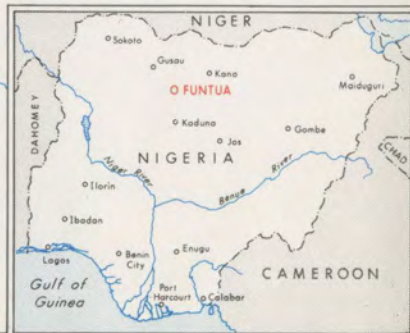 NIGER
Sokoto
Gusau
Kano
FUNTUA
Maiduguri
DAHOMEY
Kaduna
Jos
Gombe
CHAD
NIGERIA
Niger River
Benue River
Ilorin
Ibadan
Lagos
Benin City
Enugu
CAMEROON
Gulf of Guinea
Port Harcourt
Calabar